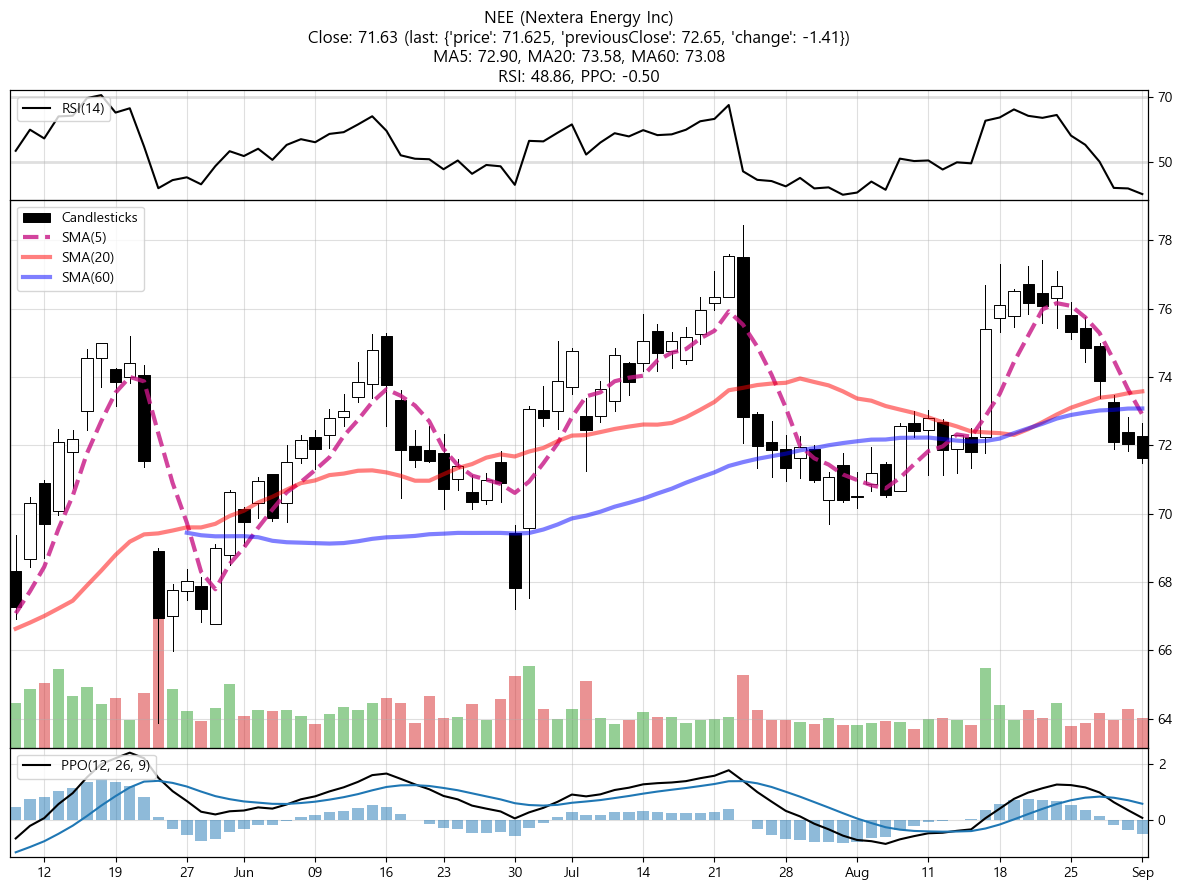 NEE (Nextera Energy Inc)
Close: 71.63 (last: {'price': 71.625, 'previousClose': 72.65, 'change': -1.41})
MA5: 72.90, MA20: 73.58, MA60: 73.08
RSI: 48.86, PPO: -0.50
RSI(14)
70
50
Candlesticks
SMA(5)
SMA(20)
SMA(60)
78
76
74
72
70
68
66
64
PPO(12, 26, 9)
2
0
12 19 27 Jun 09 16 23 30 Jul 14 21 28 Aug 11 18 25 Sep